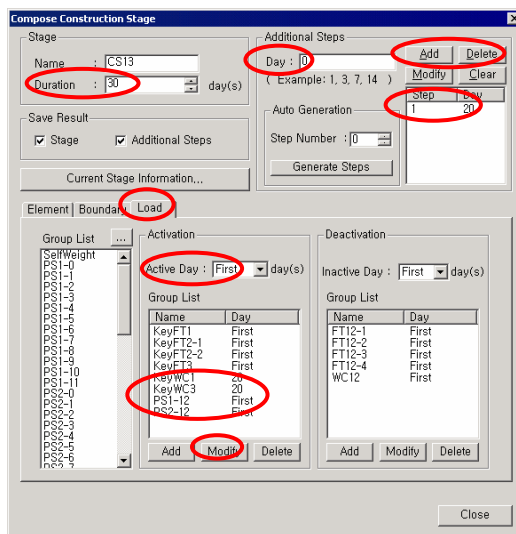 Compose Construction Stage
Stage
Name : CS13
Duration : 30 day(s)
Save Result
Stage Additional Steps
Current Stage Information,,,
Additional Steps
Day : 0
( Example: 1, 3, 7, 14 )
Auto Generation
Step Number : 0
Generate Steps
Add Delete
Modify Clear
Step Day
1 20
Element Boundary Load
Group List ...
SelfWeight
PS1-0
PS1-1
PS1-2
PS1-3
PS1-4
PS1-5
PS1-6
PS1-7
PS1-8
PS1-9
PS1-10
PS1-11
PS2-0
PS2-1
PS2-2
PS2-3
PS2-4
PS2-5
PS2-6
PS2-7
Activation
Active Day : First day(s)
Group List
Name Day
KeyFT1 First
KeyFT2-1 First
KeyFT2-2 First
KeyFT3 First
KeyWC1 20
KeyWC3 20
PS1-12 First
PS2-12 First
Add Modify Delete
Deactivation
Inactive Day : First day(s)
Group List
Name Day
FT12-1 First
FT12-2 First
FT12-3 First
FT12-4 First
WC12 First
Add Modify Delete
Close